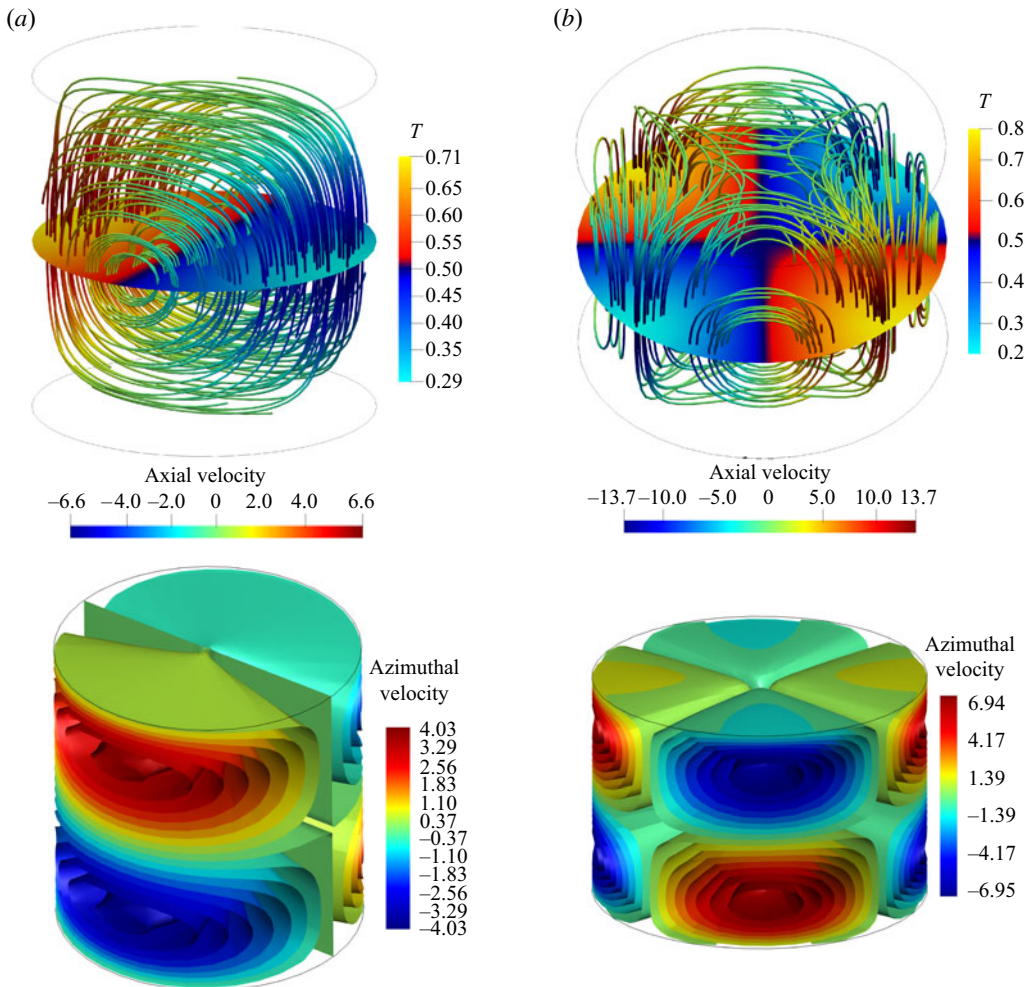 (a)
T
0.71
0.65
0.60
0.55
0.50
0.45
0.40
0.35
0.29
Axial velocity
–6.6 –4.0 –2.0 0 2.0 4.0 6.6
(b)
T
0.8
0.7
0.6
0.5
0.4
0.3
0.2
Axial velocity
–13.7 –10.0 –5.0 0 5.0 10.0 13.7
Azimuthal
velocity
4.03
3.29
2.56
1.83
1.10
0.37
–0.37
–1.10
–1.83
–2.56
–3.29
–4.03
Azimuthal
velocity
6.94
4.17
1.39
–1.39
–4.17
–6.95